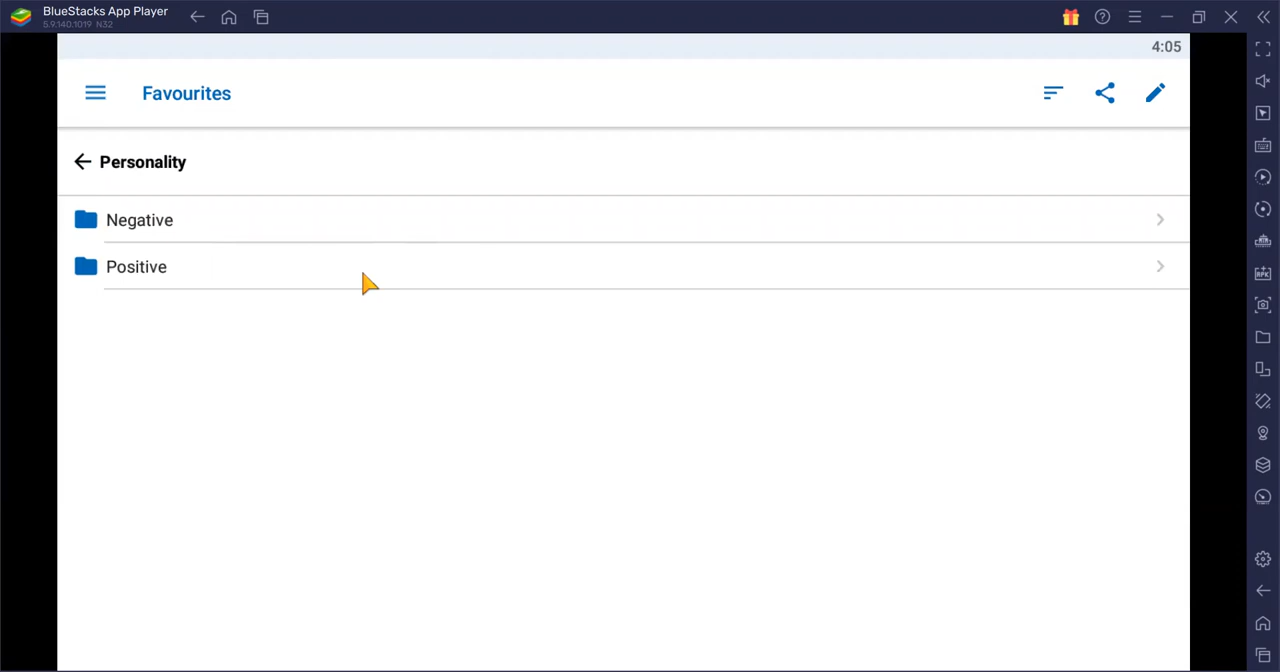 BlueStacks App Player
5.9.140.1019 N32
4:05
Favourites
Personality
Negative
Positive